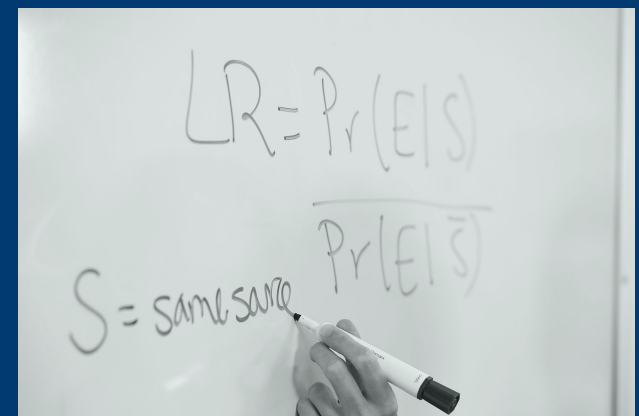 LR = Pr(E|S)
Pr(E|S̄)
S = same sare